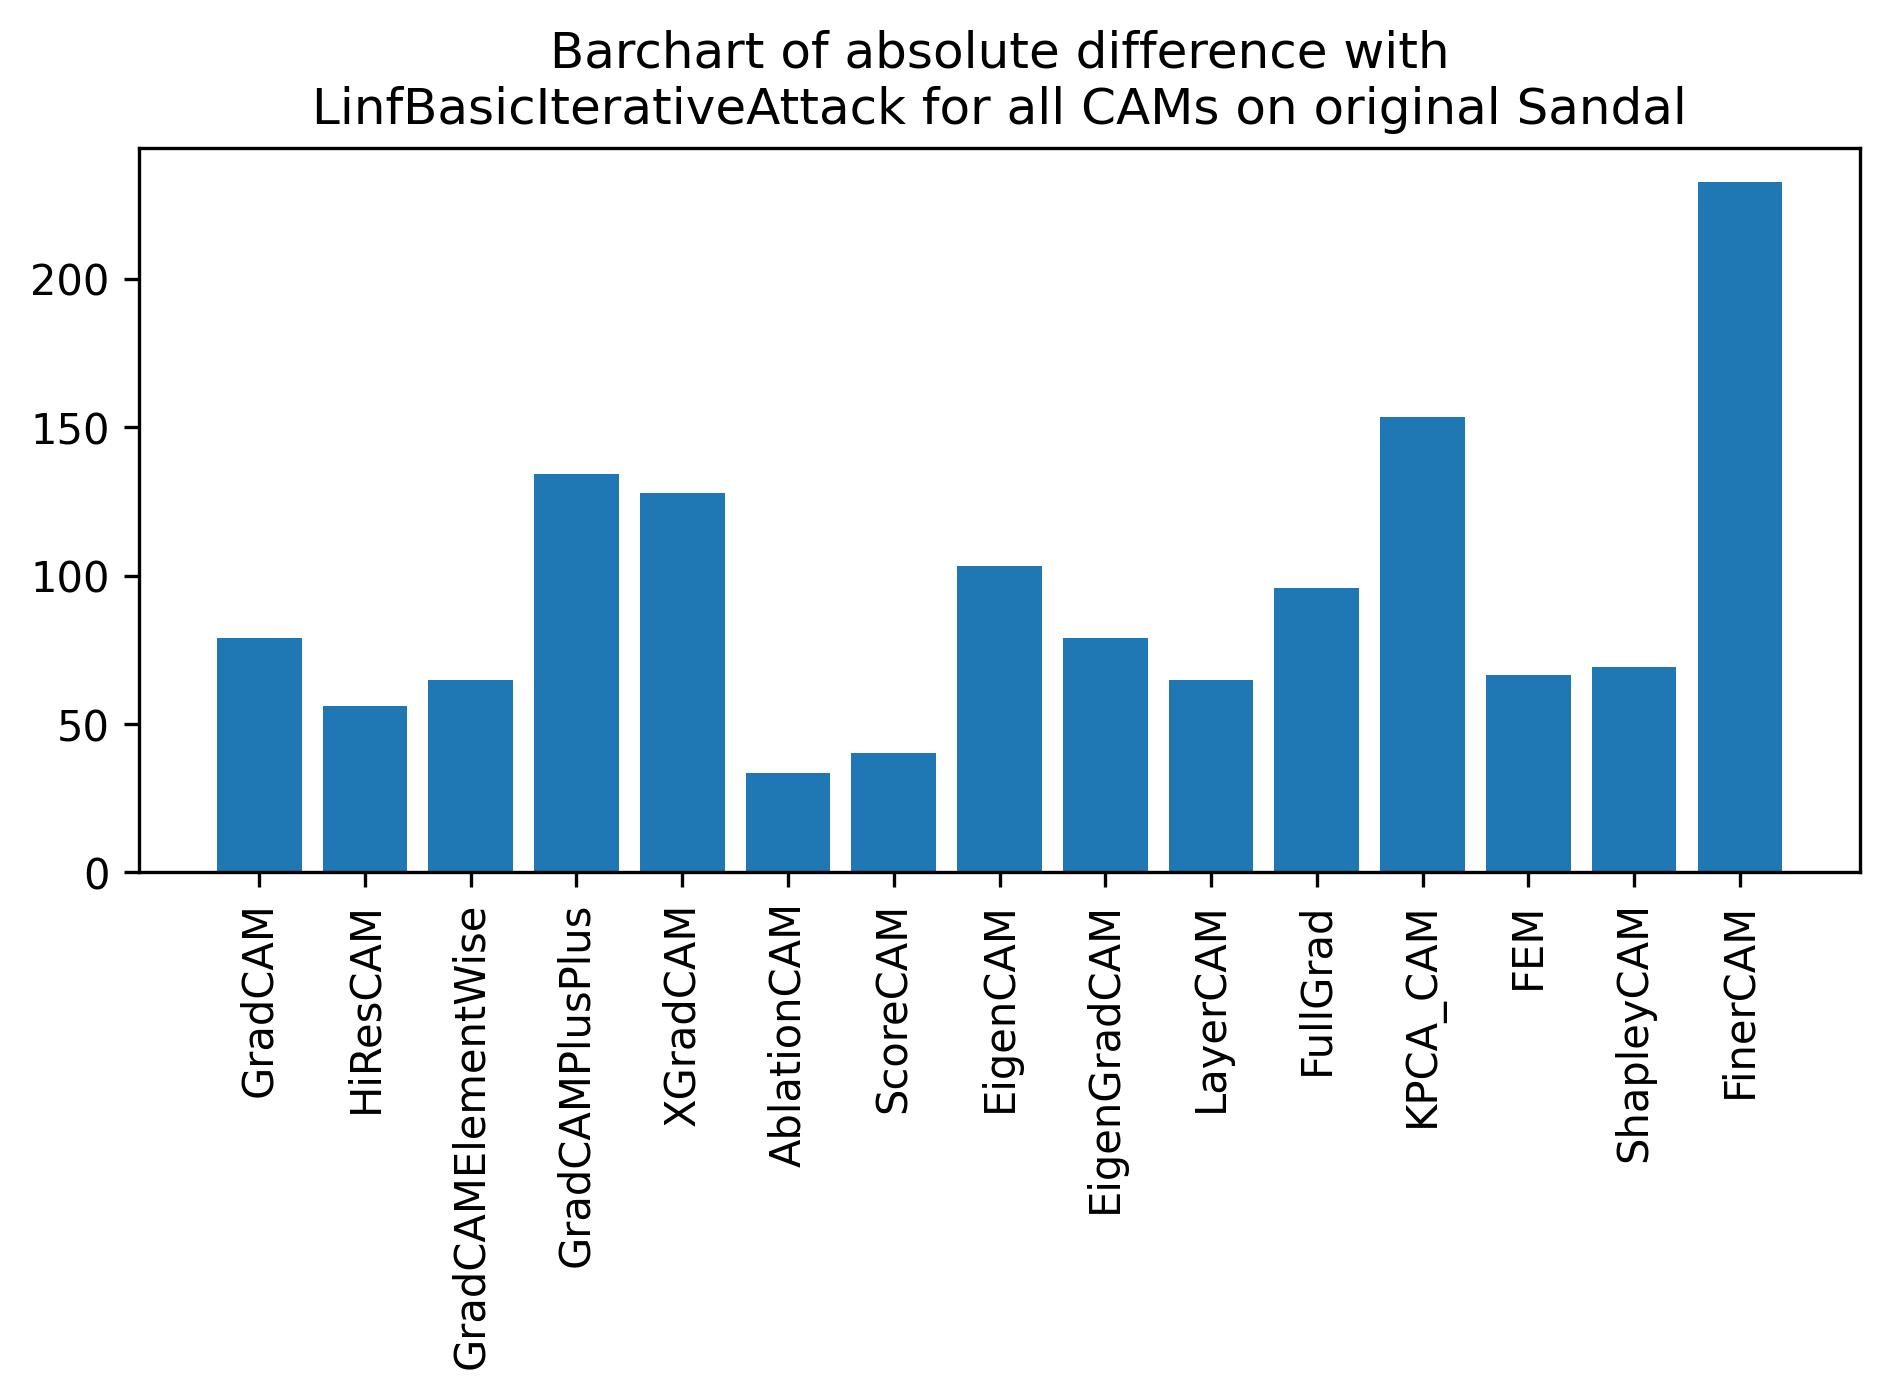 Barchart of absolute difference with
LinfBasicIterativeAttack for all CAMs on original Sandal
200
150
100
50
0
GradCAM
HiResCAM
GradCAMElementWise
GradCAMPlusPlus
XGradCAM
AblationCAM
ScoreCAM
EigenCAM
EigenGradCAM
LayerCAM
FullGrad
KPCA_CAM
FEM
ShapleyCAM
FinerCAM